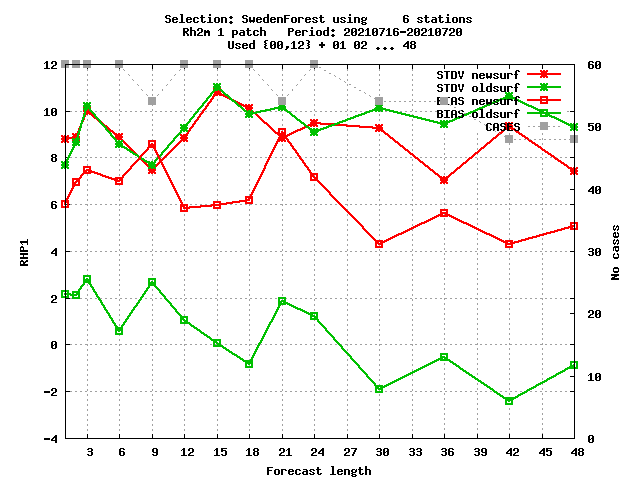 Selection: SwedenForest using 6 stations
Rh2m 1 patch Period: 20210716-20210720
Used {00,12} + 01 02 ... 48
12 60
STDV newsurf
STDV oldsurf
BIAS newsurf
BIAS oldsurf
CASES
10 50
8
6 40
4 30
2 20
0 10
-2
-4 0
RHP1
No cases
3 6 9 12 15 18 21 24 27 30 33 36 39 42 45 48
Forecast length